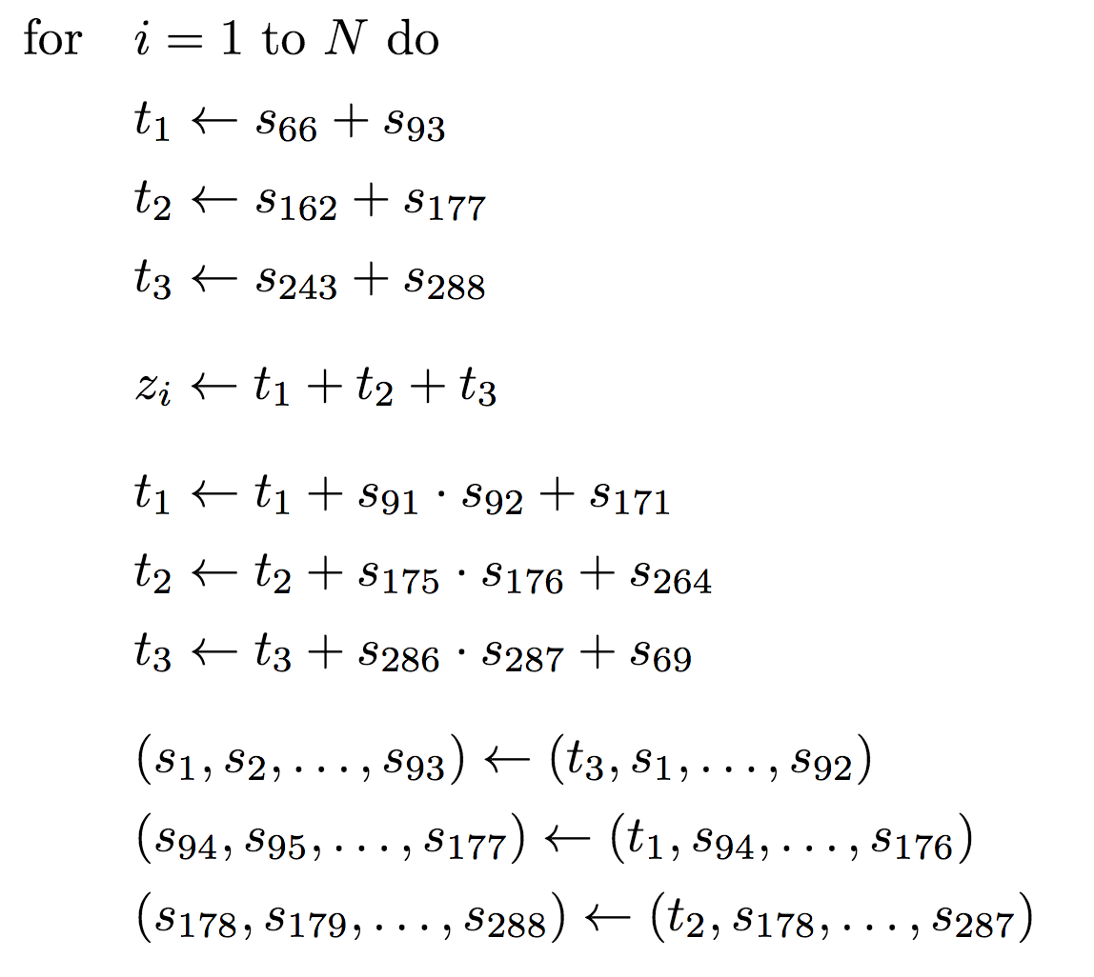 for i = 1 to N do
t₁ ← s₆₆ + s₉₃
t₂ ← s₁₆₂ + s₁₇₇
t₃ ← s₂₄₃ + s₂₈₈
zᵢ ← t₁ + t₂ + t₃
t₁ ← t₁ + s₉₁ · s₉₂ + s₁₇₁
t₂ ← t₂ + s₁₇₅ · s₁₇₆ + s₂₆₄
t₃ ← t₃ + s₂₈₆ · s₂₈₇ + s₆₉
(s₁, s₂, . . . , s₉₃) ← (t₃, s₁, . . . , s₉₂)
(s₉₄, s₉₅, . . . , s₁₇₇) ← (t₁, s₉₄, . . . , s₁₇₆)
(s₁₇₈, s₁₇₉, . . . , s₂₈₈) ← (t₂, s₁₇₈, . . . , s₂₈₇)